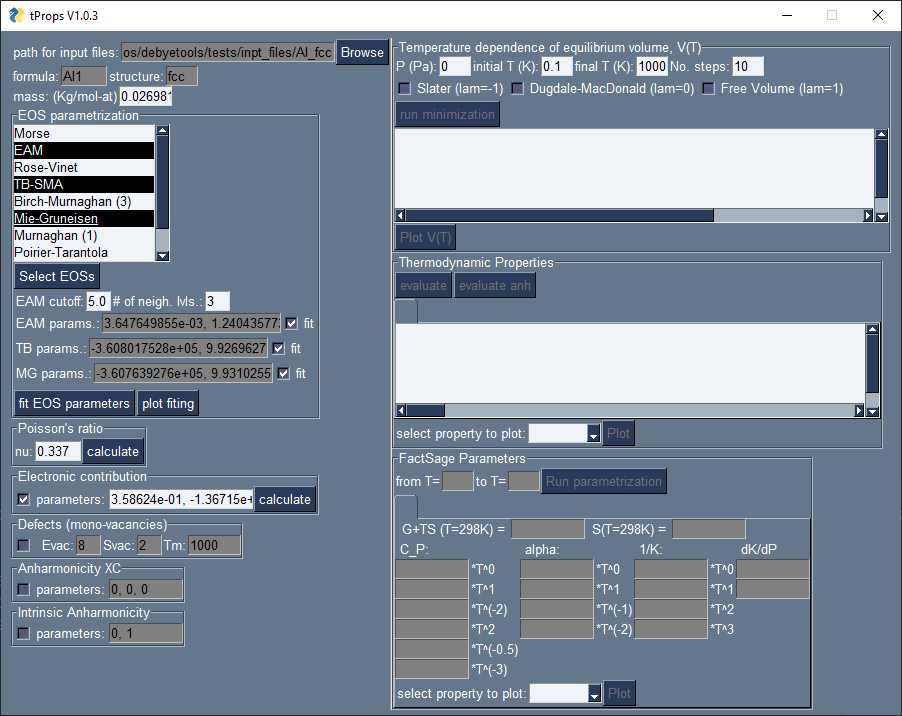 tProps V1.0.3
path for input files: os/debyetools/tests/inpt_files/Al_fcc Browse
formula: Al1 structure: fcc
mass: (Kg/mol-at) 0.026981
EOS parametrization
Morse
EAM
Rose-Vinet
TB-SMA
Birch-Murnaghan (3)
Mie-Gruneisen
Murnaghan (1)
Poirier-Tarantola
Select EOSs
EAM cutoff: 5.0 # of neigh. Ms.: 3
EAM params.: 3.647649855e-03, 1.24043577 fit
TB params.: -3.608017528e+05, 9.9269627 fit
MG params.: -3.607639276e+05, 9.9310255 fit
fit EOS parameters plot fiting
Poisson's ratio
nu: 0.337 calculate
Electronic contribution
parameters: 3.58624e-01, -1.36715e+ calculate
Defects (mono-vacancies)
Evac: 8 Svac: 2 Tm: 1000
Anharmonicity XC
parameters: 0, 0, 0
Intrinsic Anharmonicity
parameters: 0, 1
Temperature dependence of equilibrium volume, V(T)
P (Pa): 0 initial T (K): 0.1 final T (K): 1000 No. steps: 10
Slater (lam=-1) Dugdale-MacDonald (lam=0) Free Volume (lam=1)
run minimization
Plot V(T)
Thermodynamic Properties
evaluate evaluate anh
select property to plot: Plot
FactSage Parameters
from T= to T= Run parametrization
G+TS (T=298K) = S(T=298K) =
C_P: alpha: 1/K: dK/dP
*T^0 *T^0 *T^0
*T^1 *T^1 *T^1
*T^(-2) *T^(-1) *T^2
*T^2 *T^(-2) *T^3
*T^(-0.5)
*T^(-3)
select property to plot: Plot